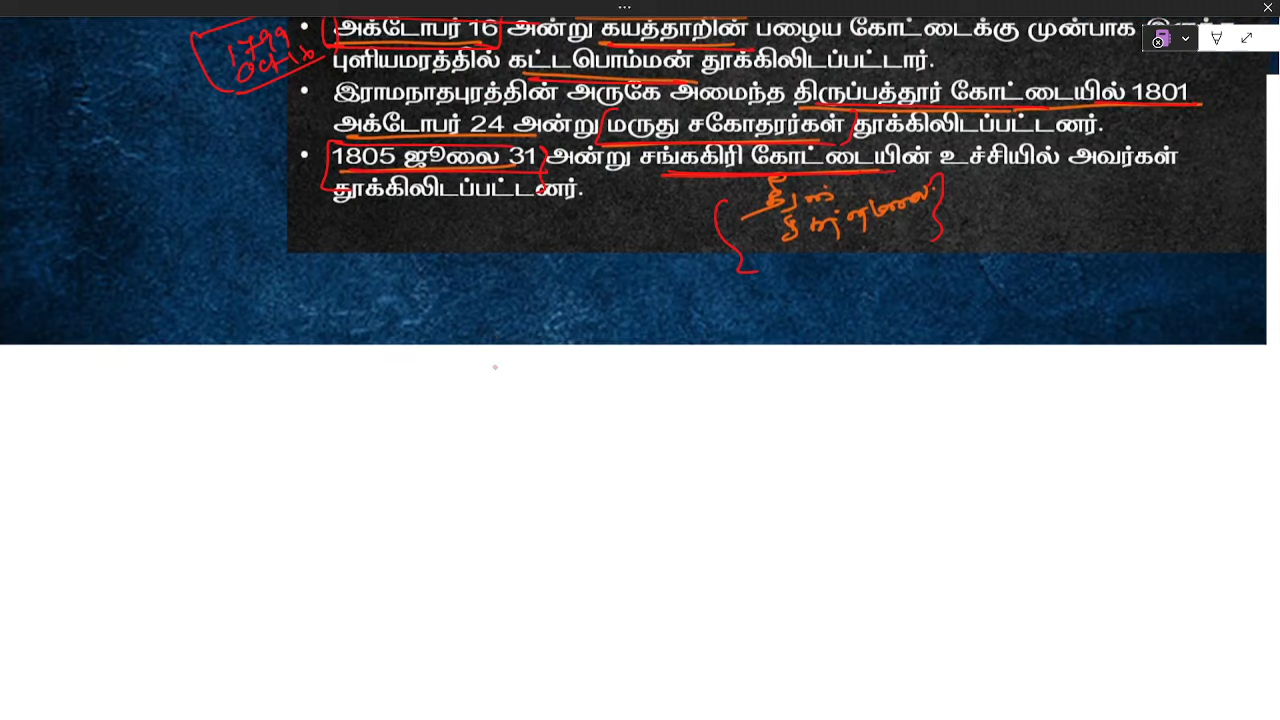 • அக்டோபர் 16 அன்று கயத்தாறின் பழைய கோட்டைக்கு முன்பாக இருந்த
புளியமரத்தில் கட்டபொம்மன் தூக்கிலிடப்பட்டார்.
1799
Oct 16
• இராமநாதபுரத்தின் அருகே அமைந்த திருப்பத்தூர் கோட்டையில் 1801
அக்டோபர் 24 அன்று மருது சகோதரர்கள் தூக்கிலிடப்பட்டனர்.
• 1805 ஜூலை 31 அன்று சங்ககிரி கோட்டையின் உச்சியில் அவர்கள்
தூக்கிலிடப்பட்டனர்.